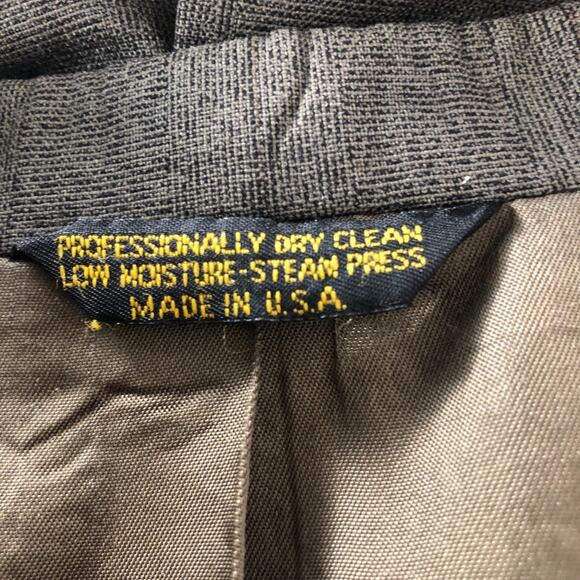 PROFESSIONALLY DRY CLEAN
LOW MOISTURE-STEAM PRESS
MADE IN U.S.A.